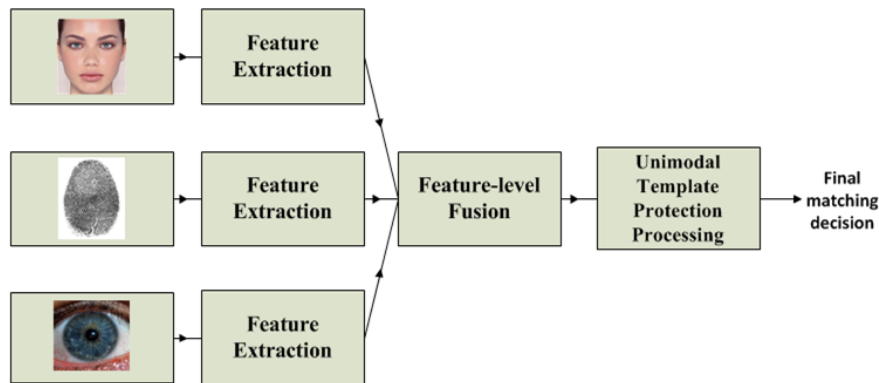 Feature
Extraction
Feature
Extraction
Feature
Extraction
Feature-level
Fusion
Unimodal
Template
Protection
Processing
Final
matching
decision